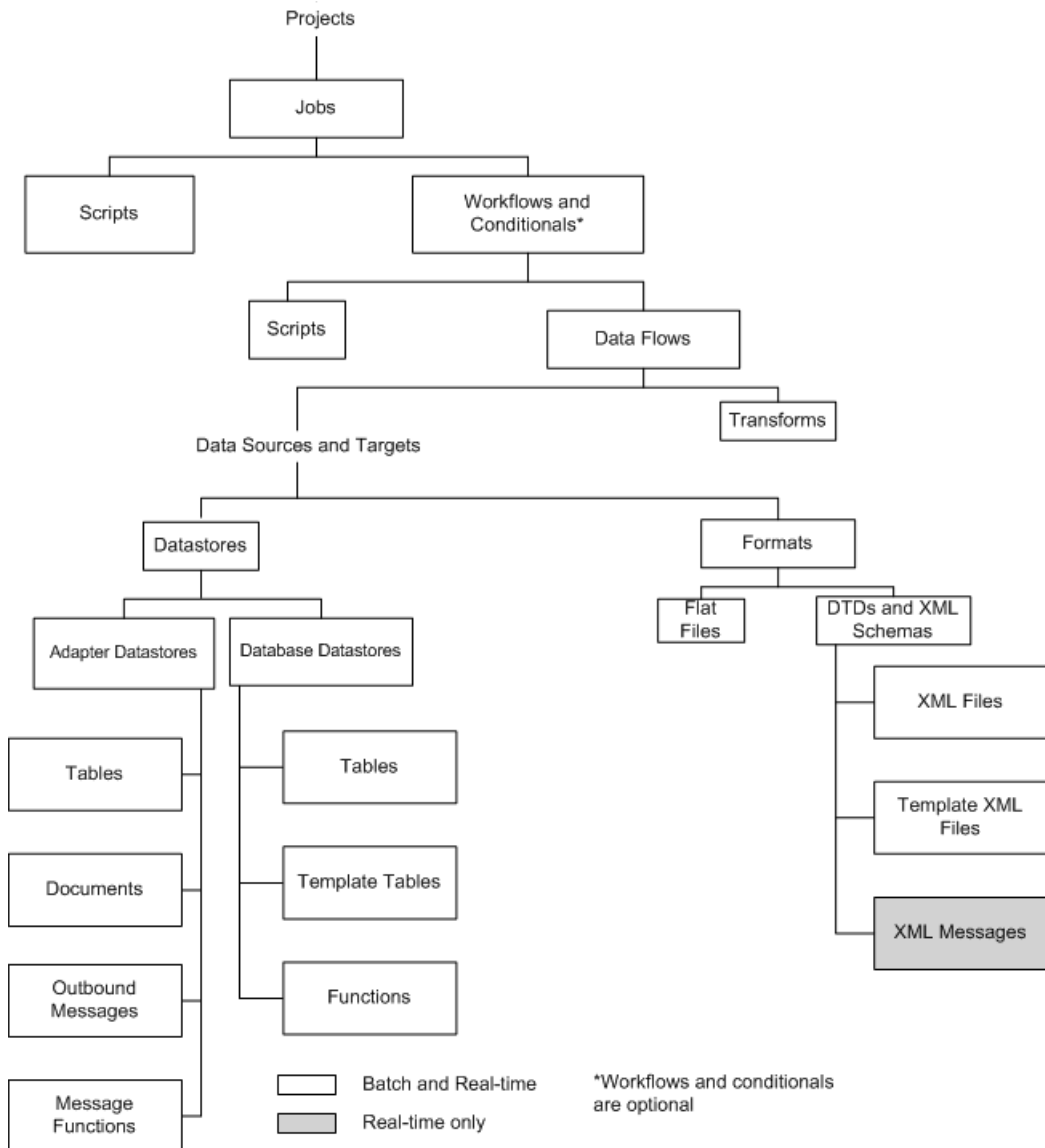 Projects
Jobs
Scripts
Workflows and
Conditionals*
Scripts
Data Flows
Transforms
Data Sources and Targets
Datastores
Formats
Flat
Files
DTDs and XML
Schemas
Adapter Datastores
Database Datastores
XML Files
Tables
Tables
Template XML
Files
Documents
Template Tables
XML Messages
Outbound
Messages
Functions
Message
Functions
Batch and Real-time
Real-time only
*Workflows and conditionals
are optional